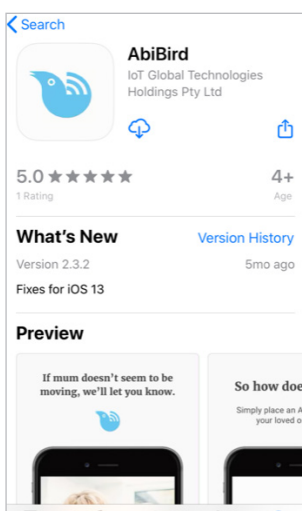 Search
AbiBird
IoT Global Technologies
Holdings Pty Ltd
5.0 ★★★★★
4+
1 Rating
Age
What's New
Version History
Version 2.3.2
5mo ago
Fixes for iOS 13
Preview
If mum doesn't seem to be
moving, we'll let you know.
So how doe
Simply place an A
your loved o